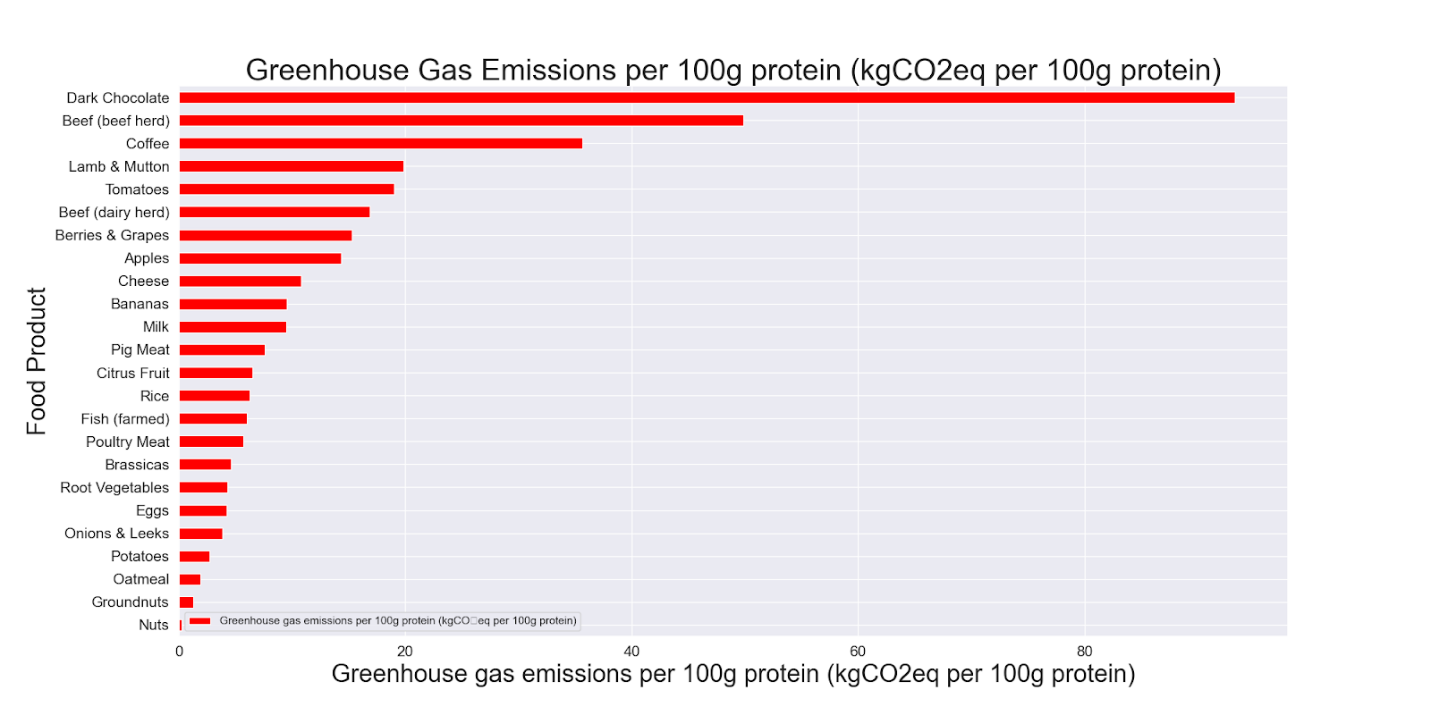 Greenhouse Gas Emissions per 100g protein (kgCO2eq per 100g protein)
Food Product
Dark Chocolate
Beef (beef herd)
Coffee
Lamb & Mutton
Tomatoes
Beef (dairy herd)
Berries & Grapes
Apples
Cheese
Bananas
Milk
Pig Meat
Citrus Fruit
Rice
Fish (farmed)
Poultry Meat
Brassicas
Root Vegetables
Eggs
Onions & Leeks
Potatoes
Oatmeal
Groundnuts
Nuts
Greenhouse gas emissions per 100g protein (kgCO□eq per 100g protein)
0 20 40 60 80
Greenhouse gas emissions per 100g protein (kgCO2eq per 100g protein)